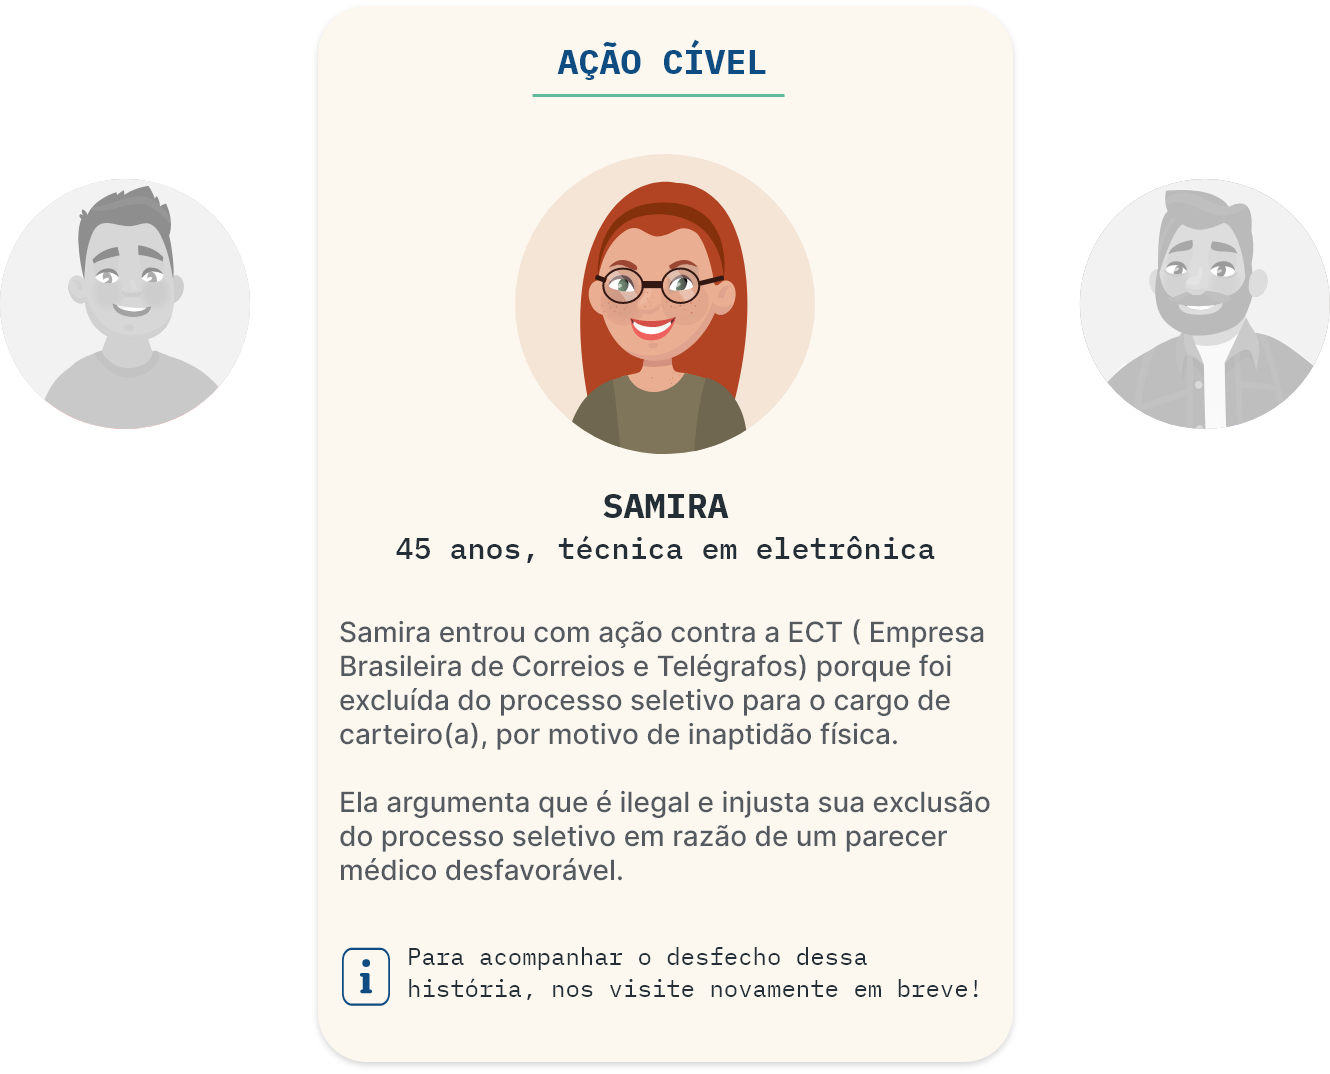 AÇÃO CÍVEL
SAMIRA
45 anos, técnica em eletrônica
Samira entrou com ação contra a ECT ( Empresa
Brasileira de Correios e Telégrafos) porque foi
excluída do processo seletivo para o cargo de
carteiro(a), por motivo de inaptidão física.
Ela argumenta que é ilegal e injusta sua exclusão
do processo seletivo em razão de um parecer
médico desfavorável.
Para acompanhar o desfecho dessa
história, nos visite novamente em breve!